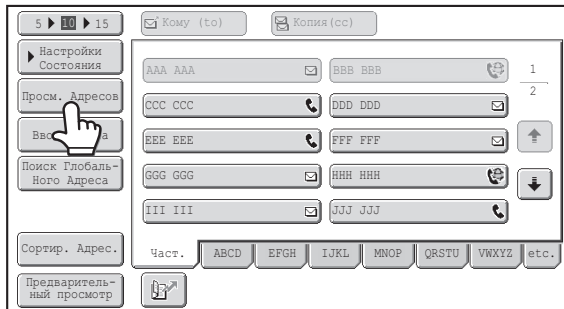 5 10 15
Кому (to)
Копия(cc)
Настройки
Состояния
Просм. Адресов
Поиск Глобаль-
Ного Адреса
Сортир. Адрес.
Предваритель-
ный просмотр
AAA AAA
BBB BBB
CCC CCC
DDD DDD
EEE EEE
FFF FFF
GGG GGG
HHH HHH
III III
JJJ JJJ
1
2
Част.
ABCD
EFGH
IJKL
MNOP
QRSTU
VWXYZ
etc.